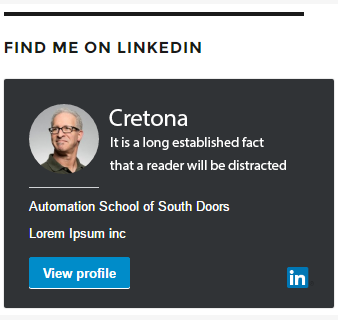 FIND ME ON LINKEDIN
Cretona
It is a long established fact
that a reader will be distracted
Automation School of South Doors
Lorem Ipsum inc
View profile
in